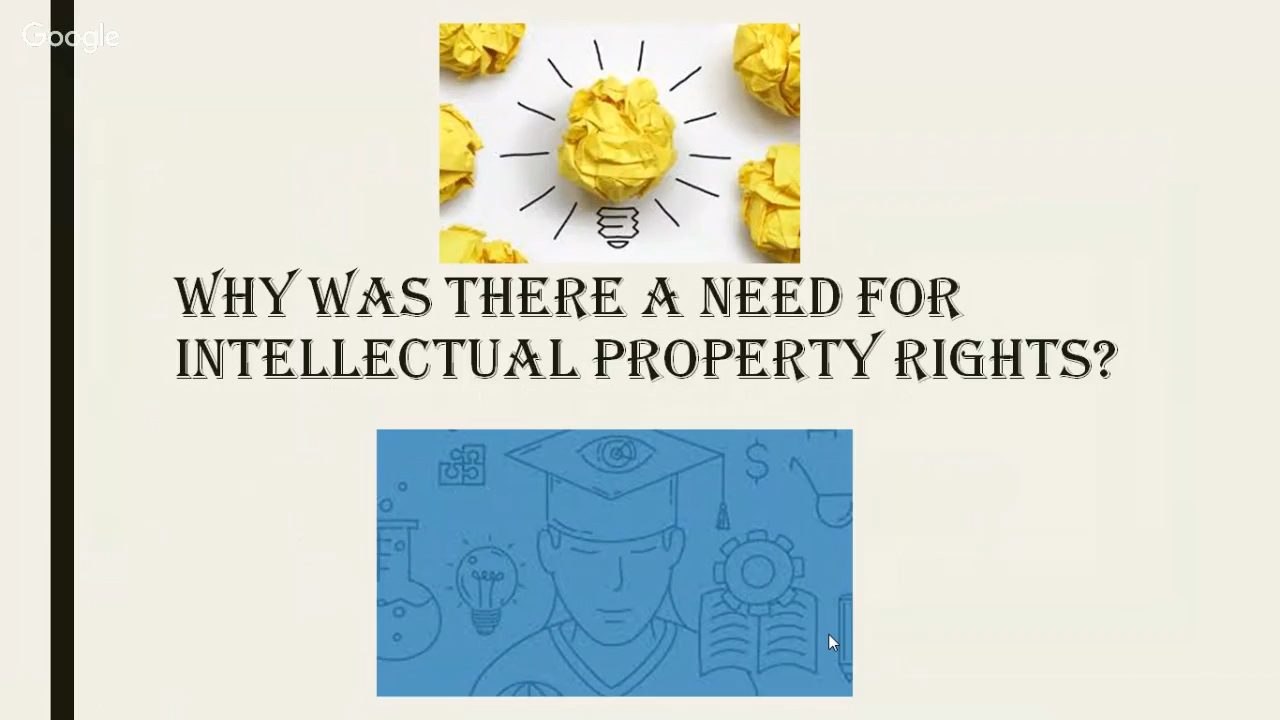 Google
WHY WAS THERE A NEED FOR
INTELLECTUAL PROPERTY RIGHTS?
$